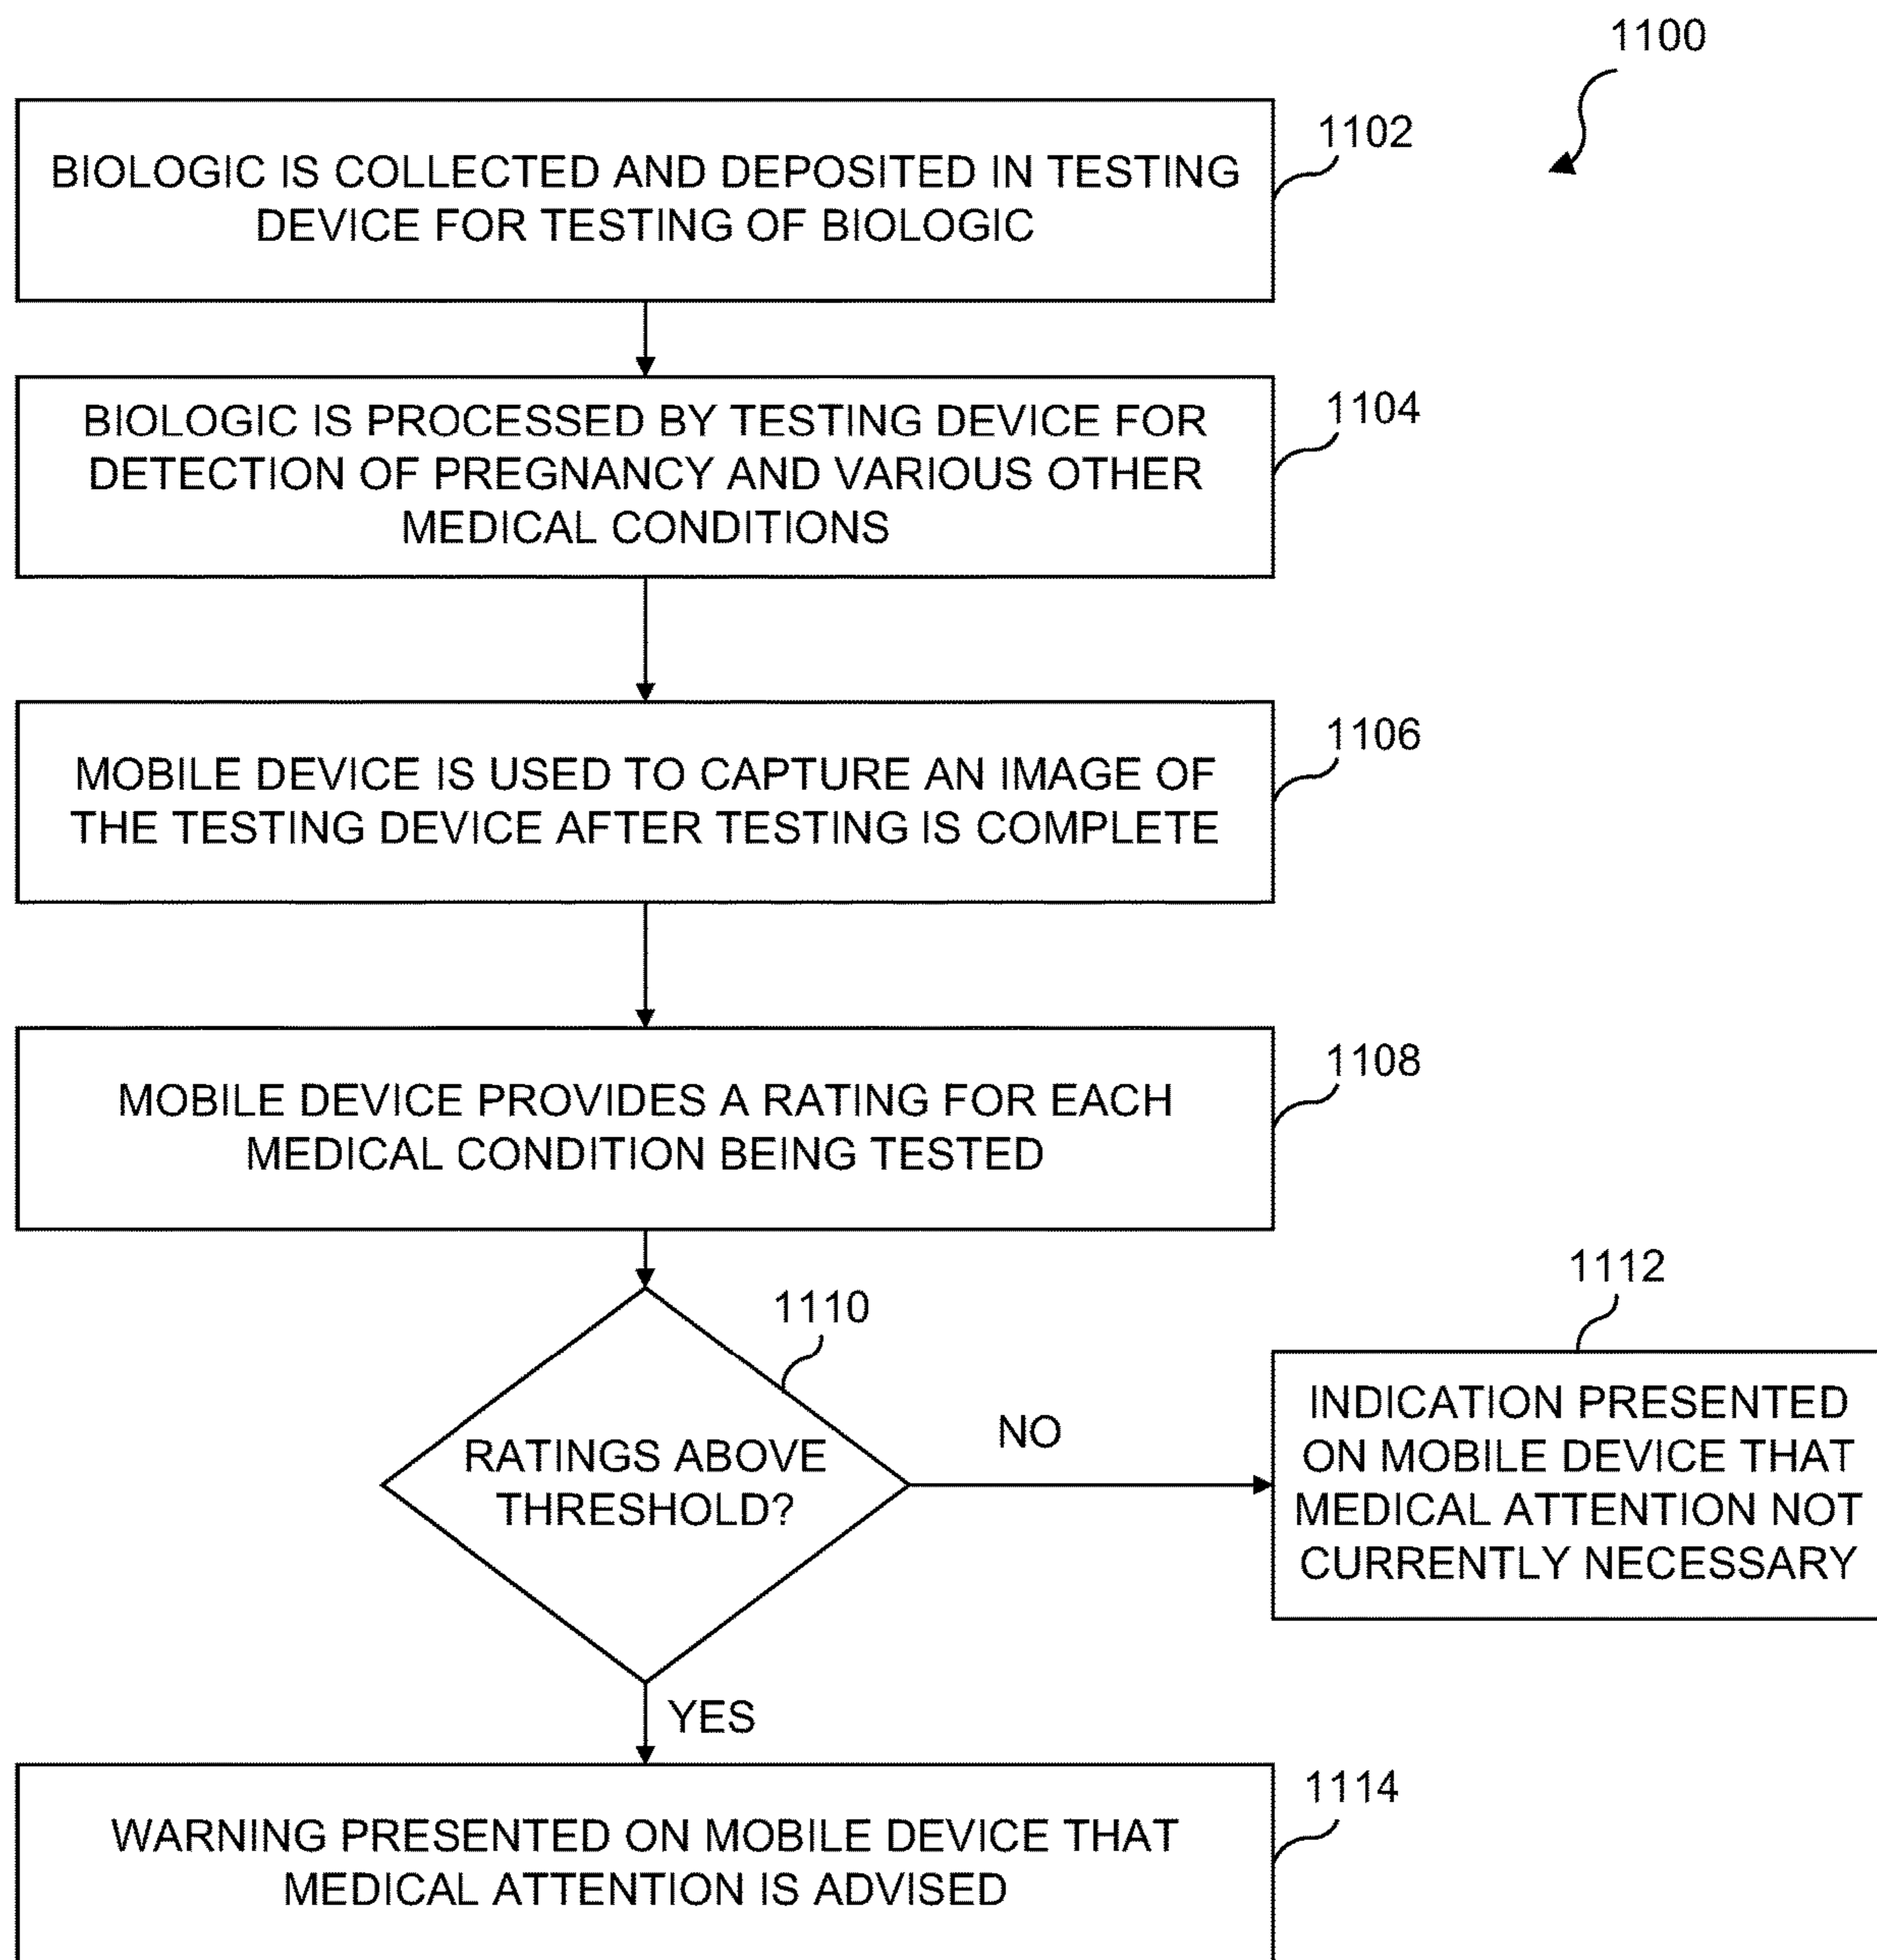 1100
1102
BIOLOGIC IS COLLECTED AND DEPOSITED IN TESTING
DEVICE FOR TESTING OF BIOLOGIC
1104
BIOLOGIC IS PROCESSED BY TESTING DEVICE FOR
DETECTION OF PREGNANCY AND VARIOUS OTHER
MEDICAL CONDITIONS
1106
MOBILE DEVICE IS USED TO CAPTURE AN IMAGE OF
THE TESTING DEVICE AFTER TESTING IS COMPLETE
1108
MOBILE DEVICE PROVIDES A RATING FOR EACH
MEDICAL CONDITION BEING TESTED
1110
RATINGS ABOVE
THRESHOLD?
NO
1112
INDICATION PRESENTED
ON MOBILE DEVICE THAT
MEDICAL ATTENTION NOT
CURRENTLY NECESSARY
YES
1114
WARNING PRESENTED ON MOBILE DEVICE THAT
MEDICAL ATTENTION IS ADVISED